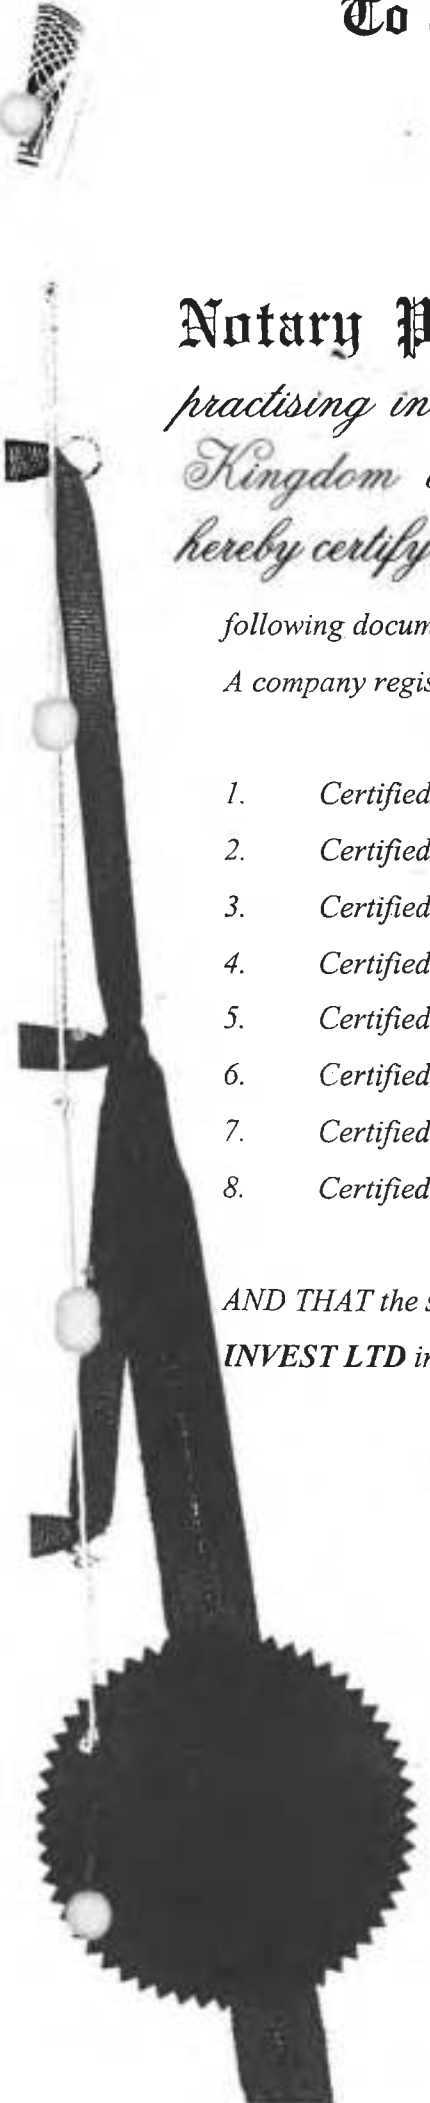 To
Notary P
practising in
Kingdom
hereby certify
following docum
A company regis
1. Certified
2. Certified
3. Certified
4. Certified
5. Certified
6. Certified
7. Certified
8. Certified
AND THAT the s
INVEST LTD in